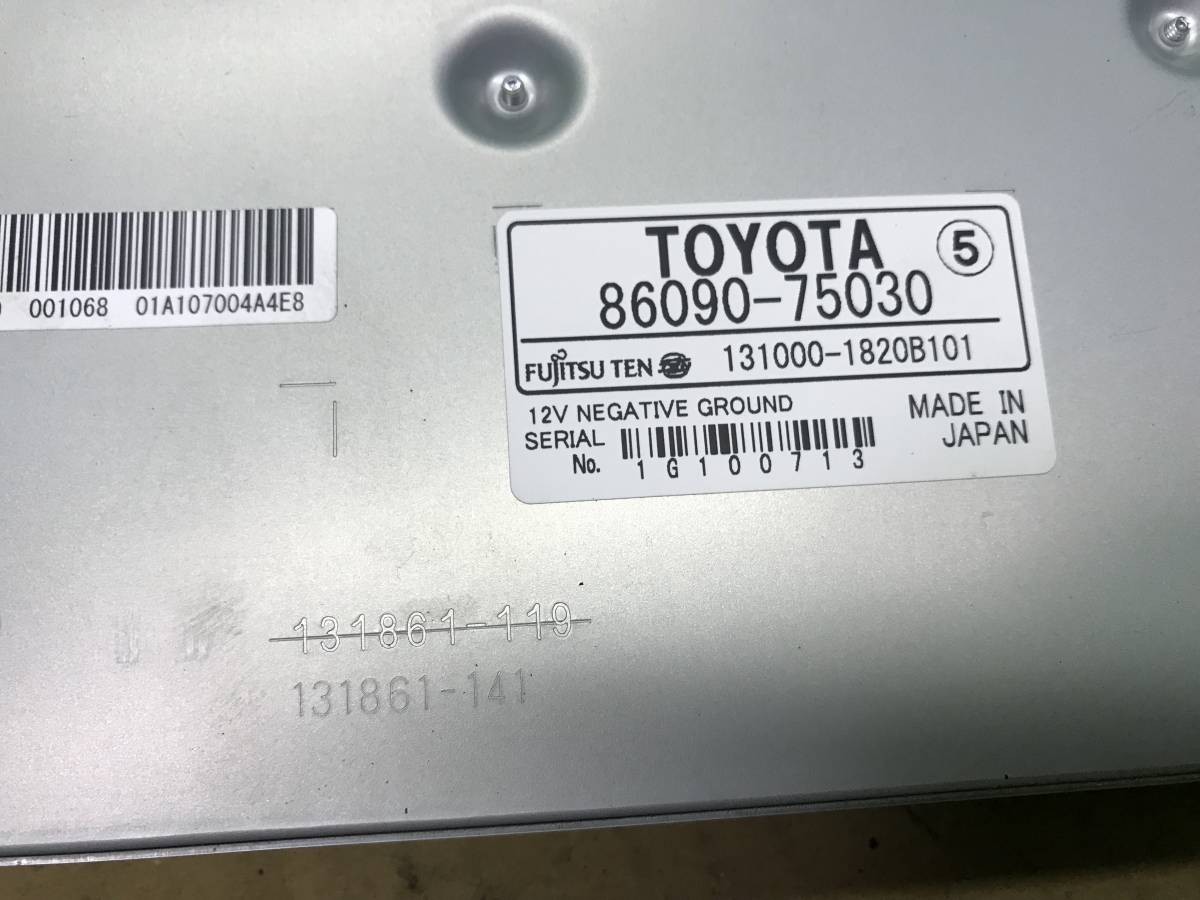 001068 01A107004A4E8
TOYOTA 5
86090-75030
FUJITSU TEN 131000-1820B101
12V NEGATIVE GROUND
SERIAL No. 1G100713
MADE IN JAPAN
131861-119
131861-141